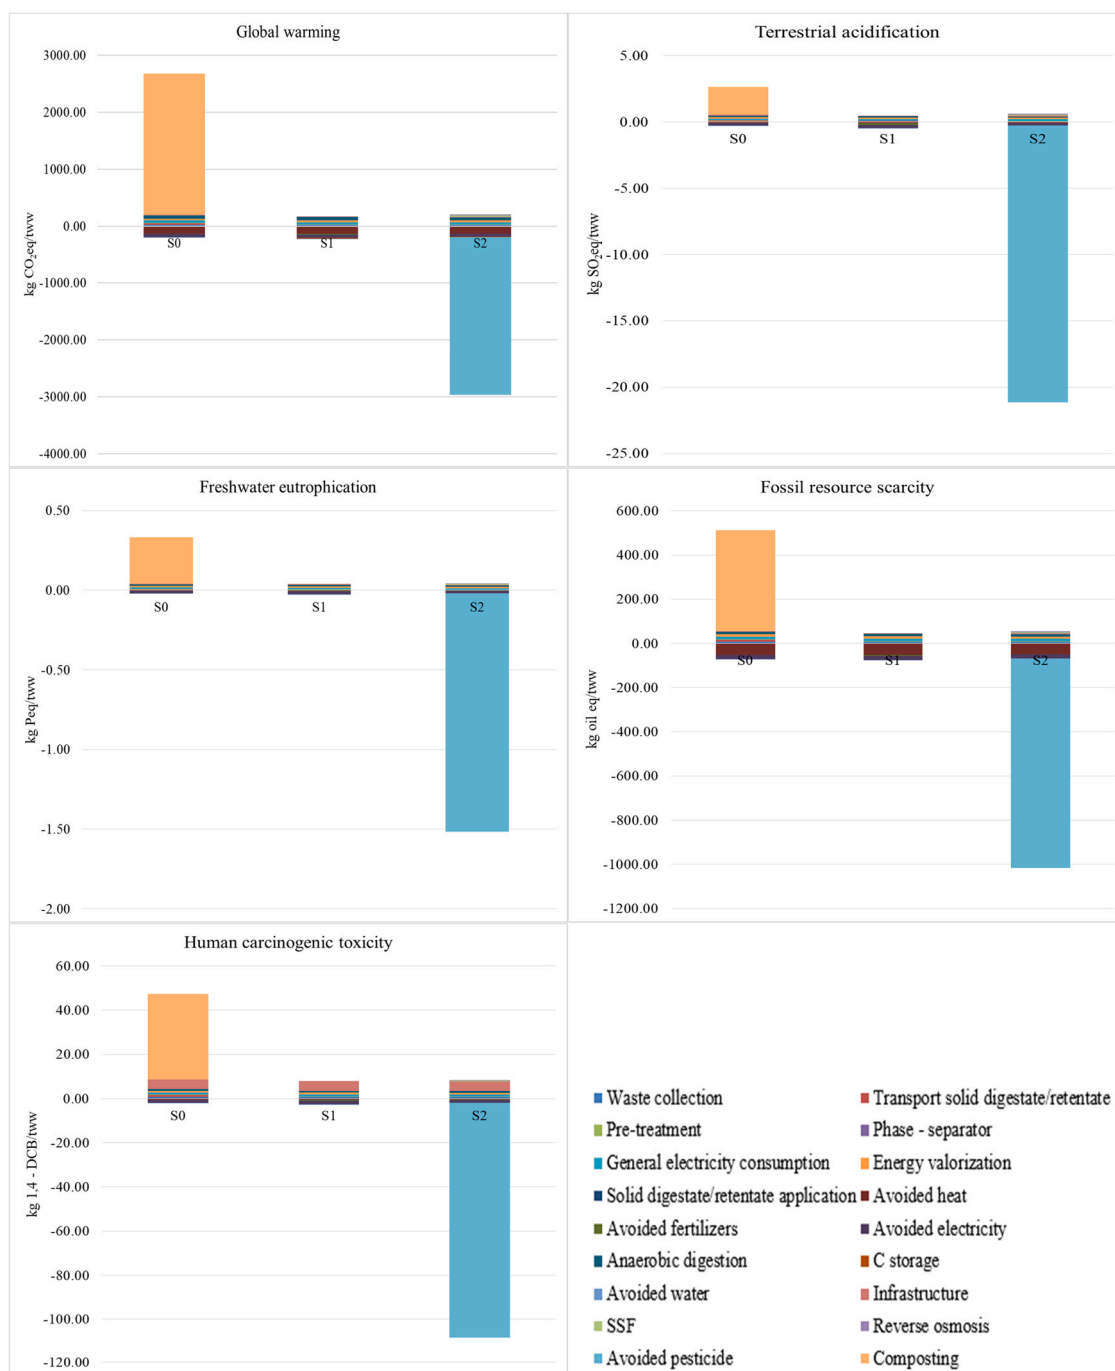 Global warming
3000.00
2000.00
1000.00
0.00
-1000.00
-2000.00
-3000.00
-4000.00
kg CO₂eq/tww
S0
S1
S2
Terrestrial acidification
5.00
0.00
-5.00
-10.00
-15.00
-20.00
-25.00
kg SO₂eq/tww
S0
S1
S2
Freshwater eutrophication
0.50
0.00
-0.50
-1.00
-1.50
-2.00
kg Peq/tww
S0
S1
S2
Fossil resource scarcity
600.00
400.00
200.00
0.00
-200.00
-400.00
-600.00
-800.00
-1000.00
-1200.00
kg oil eq/tww
S0
S1
S2
Human carcinogenic toxicity
60.00
40.00
20.00
0.00
-20.00
-40.00
-60.00
-80.00
-100.00
-120.00
kg 1,4 - DCB/tww
S0
S1
S2
Waste collection
Transport solid digestate/retentate
Pre-treatment
Phase - separator
General electricity consumption
Energy valorization
Solid digestate/retentate application
Avoided heat
Avoided fertilizers
Avoided electricity
Anaerobic digestion
C storage
Avoided water
Infrastructure
SSF
Reverse osmosis
Avoided pesticide
Composting